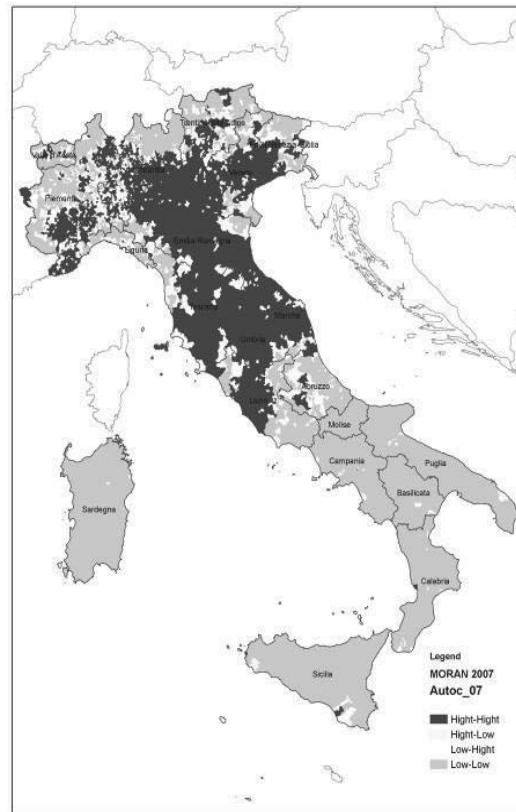 Trentino Alto Adige
Friuli Venezia Giulia
Valle d'Aosta
Lombardia
Veneto
Piemonte
Emilia Romagna
Liguria
Toscana
Marche
Umbria
Abruzzo
Lazio
Molise
Campania
Puglia
Basilicata
Sardegna
Calabria
Sicilia
Legend
MORAN 2007
Autoc_07
Hight-Hight
Hight-Low
Low-Hight
Low-Low